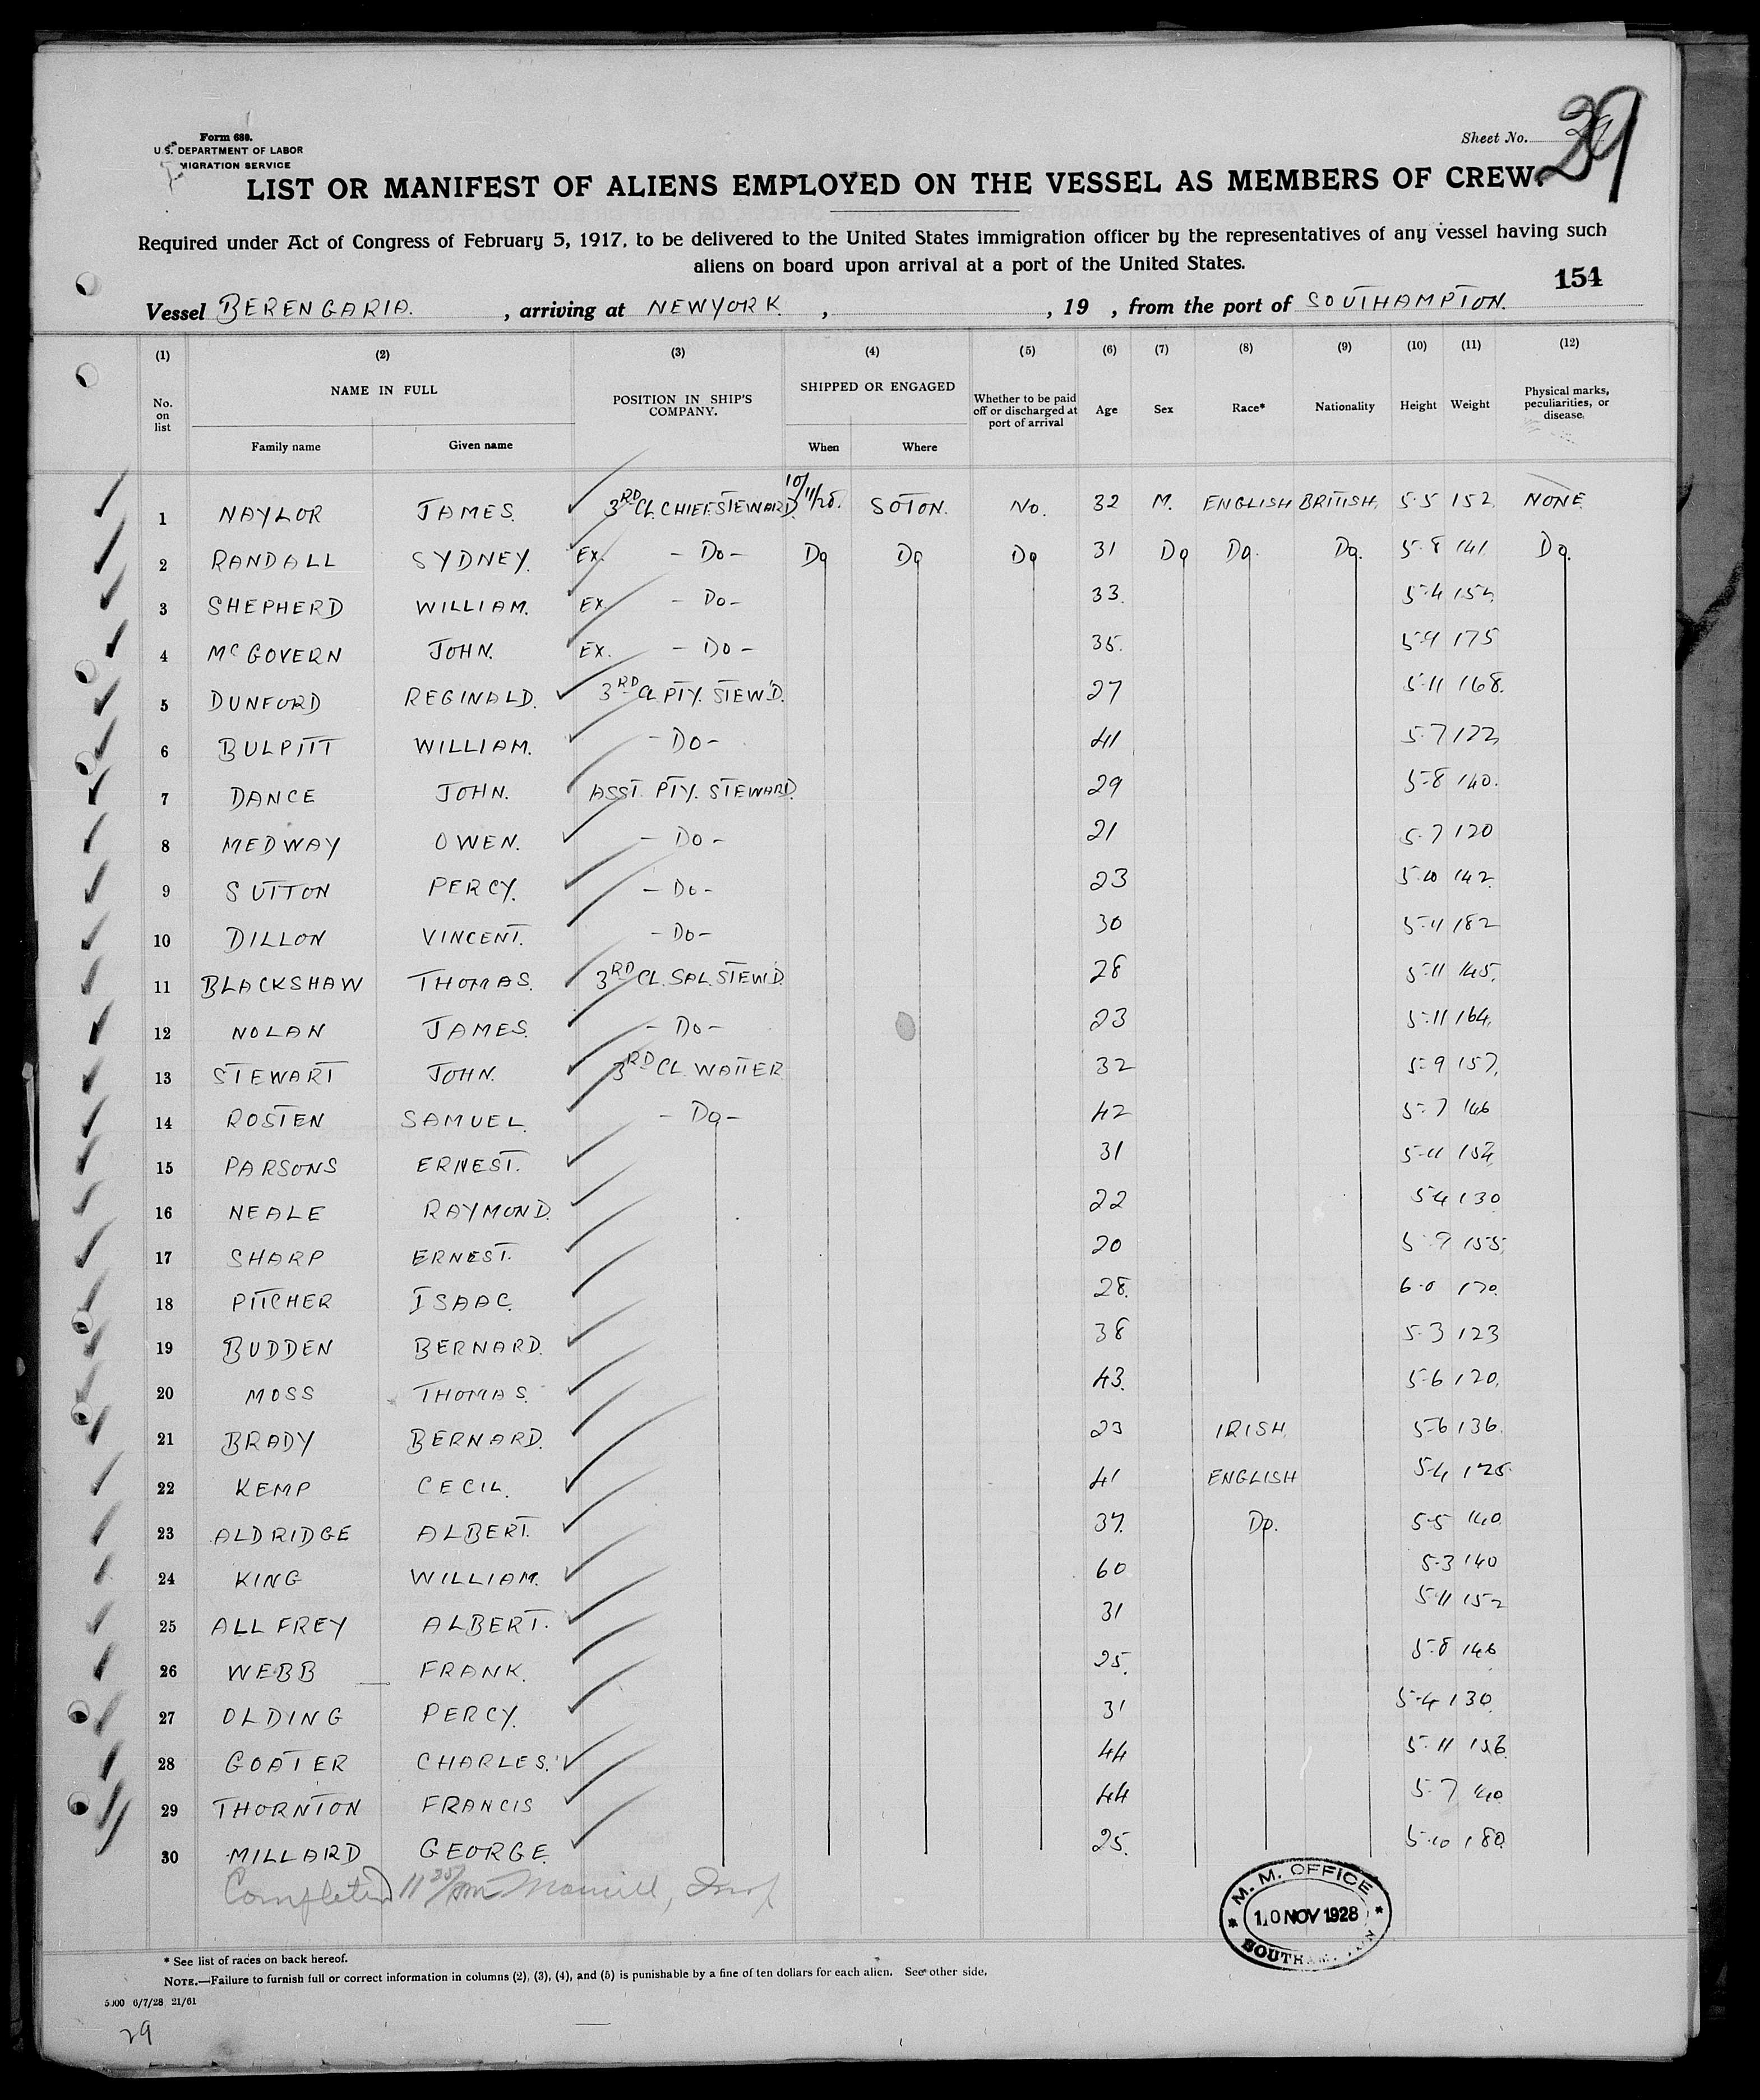 Form 680.
U.S. DEPARTMENT OF LABOR
MIGRATION SERVICE
Sheet No. 39
LIST OR MANIFEST OF ALIENS EMPLOYED ON THE VESSEL AS MEMBERS OF CREW.
Required under Act of Congress of February 5, 1917, to be delivered to the United States immigration officer by the representatives of any vessel having such
aliens on board upon arrival at a port of the United States.
154
Vessel BERENGARIA. , arriving at NEWYORK , , 19 , from the port of SOUTHAMPTON.
(1) (2) (3) (4) (5) (6) (7) (8) (9) (10) (11) (12)
No. on list NAME IN FULL POSITION IN SHIP'S COMPANY. SHIPPED OR ENGAGED Whether to be paid off or discharged at port of arrival Age Sex Race* Nationality Height Weight Physical marks, peculiarities, or disease.
Family name Given name When Where
1 NAYLOR JAMES. 3RD CL. CHIEF. STEWARD. 10/11/28. SOTON. No. 32 M. ENGLISH BRITISH. 5-5 152 NONE
2 RANDALL SYDNEY. Ex. - Do - Do Do Do 31 Do Do. Do. 5-8 141 Do.
3 SHEPHERD WILLIAM. Ex. - Do - 33. 5-4
4 McGOVERN JOHN. Ex. - Do - 35. 5-9 175
5 DUNFORD REGINALD. 3RD CL PTY. STEW'D. 27 5-11 168.
6 BULPITT WILLIAM. - Do - 41 5-7
7 DANCE JOHN. ASST. PTY. STEWARD. 29 5-8 140.
8 MEDWAY OWEN. - Do - 21 5-7 120
9 SUTTON PERCY. - Do - 23 5-10 142.
10 DILLON VINCENT. - Do - 30 5-11 182
11 BLACKSHAW THOMAS. 3RD CL. SAL. STEW'D. 28 5-11 145.
12 NOLAN JAMES. - Do - 23 5-11 164.
13 STEWART JOHN. 3RD CL. WAITER 32 5-9 157.
14 ROSTEN SAMUEL. - Do - 42 5-7 146
15 PARSONS ERNEST. 31 5-11
16 NEALE RAYMOND. 22 5-4 130
17 SHARP ERNEST. 20 5-9 155.
18 PITCHER ISAAC. 28. 6-0 170.
19 BUDDEN BERNARD. 38 5-3 123
20 MOSS THOMAS. 43. 5-6 120.
21 BRADY BERNARD. 23 IRISH. 5-6 136.
22 KEMP CECIL. 41 ENGLISH 5-4
23 ALDRIDGE ALBERT. 37. Do. 5-5 140
24 KING WILLIAM. 60 5-3 140
25 ALLFREY ALBERT. 31 5-11 152
26 WEBB FRANK. 25. 5-8 146
27 OLDING PERCY. 31 5-4 130.
28 GOATER CHARLES. 44 5-11
29 THORNTON FRANCIS 44 5-7 140
30 MILLARD GEORGE. 25. 5-10 180.
Completed 11
M. M. OFFICE
10 NOV 1928
* See list of races on back hereof.
NOTE.—Failure to furnish full or correct information in columns (2), (3), (4), and (5) is punishable by a fine of ten dollars for each alien. See other side.
5000 6/7/28 21/61
29